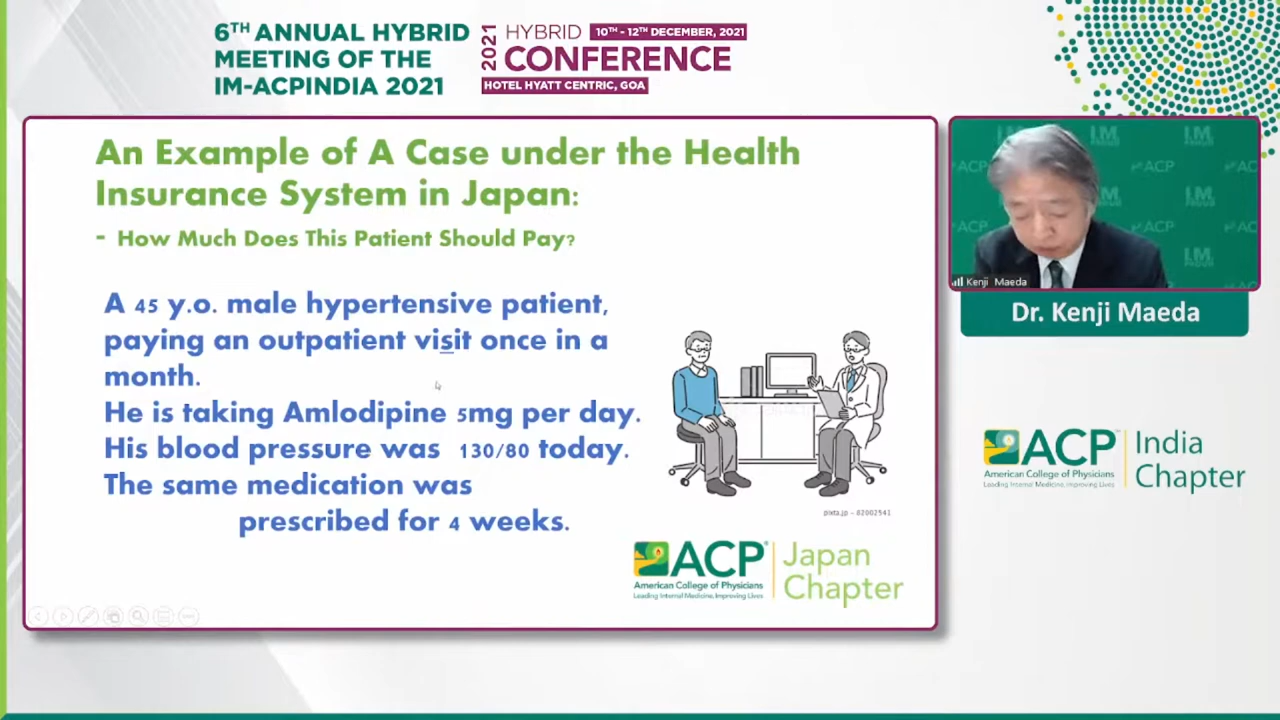 6TH ANNUAL HYBRID
MEETING OF THE
IM-ACPINDIA 2021
2021
HYBRID 10TH - 12TH DECEMBER, 2021
CONFERENCE
HOTEL HYATT CENTRIC, GOA
An Example of A Case under the Health
Insurance System in Japan:
- How Much Does This Patient Should Pay?
A 45 y.o. male hypertensive patient,
paying an outpatient visit once in a
month.
He is taking Amlodipine 5mg per day.
His blood pressure was 130/80 today.
The same medication was
prescribed for 4 weeks.
pixta.jp - 82002541
ACP
American College of Physicians
Leading Internal Medicine, Improving Lives
Japan
Chapter
I.M.
PROUD
ACP
Kenji Maeda
Dr. Kenji Maeda
ACP
American College of Physicians
Leading Internal Medicine, Improving Lives
India
Chapter